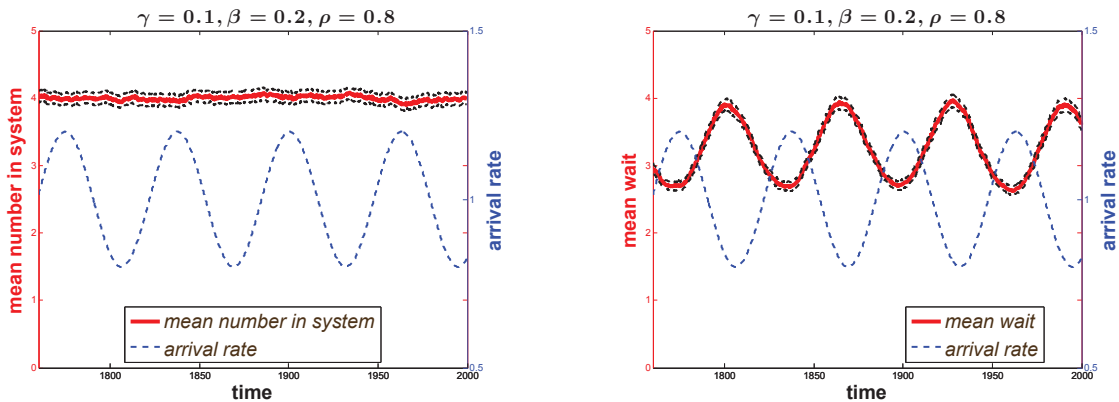 γ = 0.1, β = 0.2, ρ = 0.8
5
4
3
2
1
0
mean number in system
1.5
1
0.5
arrival rate
1800
1850
1900
1950
2000
time
mean number in system
arrival rate
γ = 0.1, β = 0.2, ρ = 0.8
5
4
3
2
1
0
mean wait
1.5
1
0.5
arrival rate
1800
1850
1900
1950
2000
time
mean wait
arrival rate